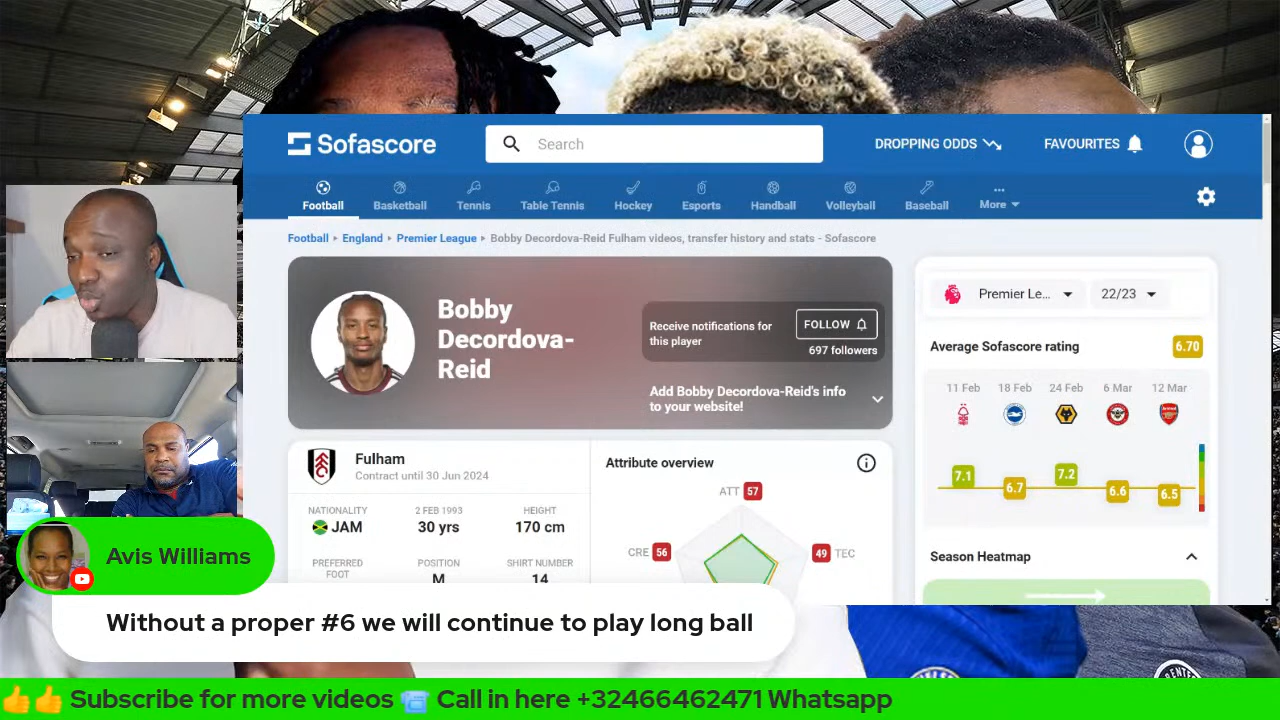 Sofascore
Search
DROPPING ODDS
FAVOURITES
Football
Basketball
Tennis
Table Tennis
Hockey
Esports
Handball
Volleyball
Baseball
More
Football England Premier League Bobby Decordova-Reid Fulham videos, transfer history and stats - Sofascore
Bobby
Decordova-
Reid
Receive notifications for
this player
FOLLOW
697 followers
Add Bobby Decordova-Reid's info
to your website!
Premier Le...
22/23
Average Sofascore rating
6.70
11 Feb
18 Feb
24 Feb
6 Mar
12 Mar
7.1
6.7
7.2
6.6
6.5
Season Heatmap
Fulham
Contract until 30 Jun 2024
NATIONALITY
JAM
2 FEB 1993
30 yrs
HEIGHT
170 cm
PREFERRED
FOOT
POSITION
M
SHIRT NUMBER
14
Attribute overview
ATT 57
CRE 56
49 TEC
Avis Williams
Without a proper #6 we will continue to play long ball
👍👍 Subscribe for more videos 📹 Call in here +32466462471 Whatsapp